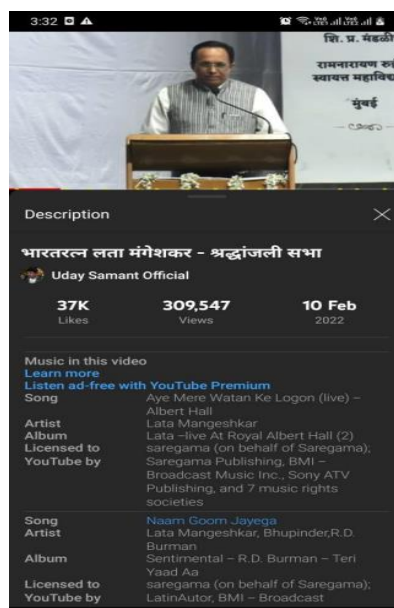 3:32
शि. प्र. मंडळी
रामनारायण रुई
स्वायत्त महावि
मुंबई
Description
भारतरत्न लता मंगेशकर - श्रद्धांजली सभा
Uday Samant Official
37K 309,547 10 Feb
Likes Views 2022
Music in this video
Learn more
Listen ad-free with YouTube Premium
Song Aye Mere Watan Ke Logon (live) –
Albert Hall
Artist Lata Mangeshkar
Album Lata –live At Royal Albert Hall (2)
Licensed to saregama (on behalf of Saregama);
YouTube by Saregama Publishing, BMI –
Broadcast Music Inc., Sony ATV
Publishing, and 7 music rights
societies
Song Naam Goom Jayega
Artist Lata Mangeshkar, Bhupinder,R.D.
Burman
Album Sentimental – R.D. Burman – Teri
Yaad Aa
Licensed to saregama (on behalf of Saregama);
YouTube by LatinAutor, BMI – Broadcast